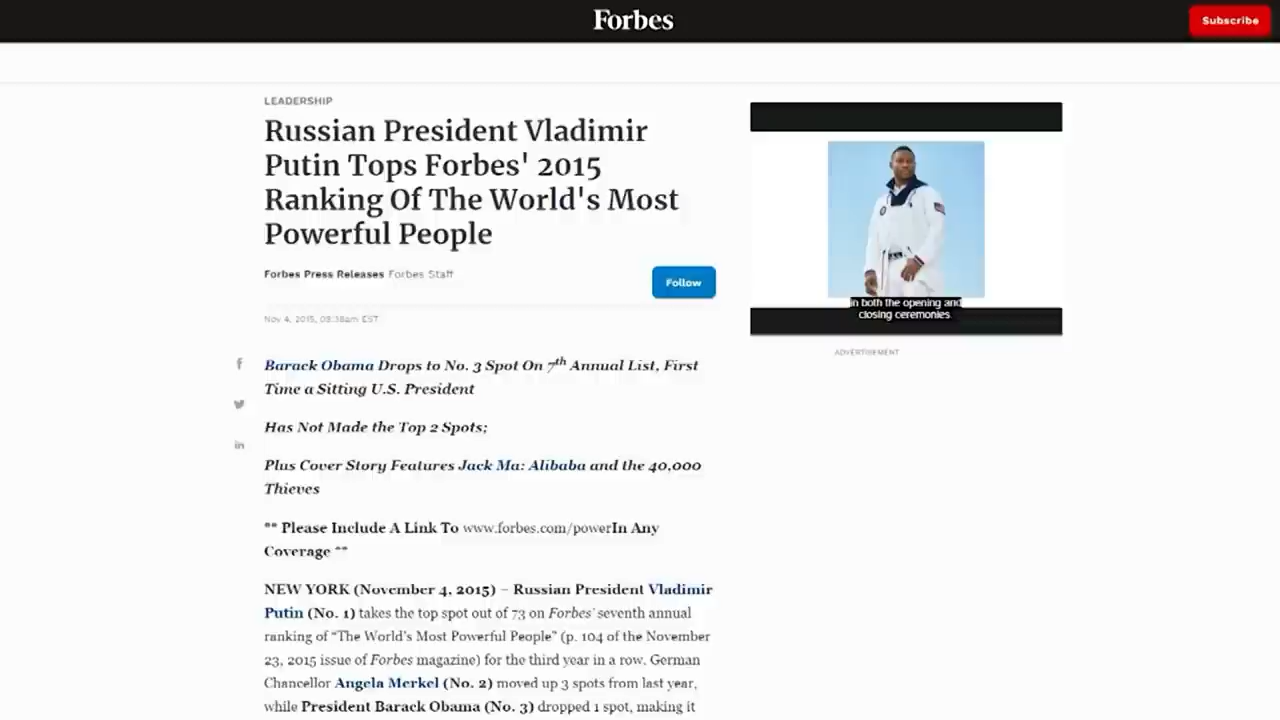 Forbes
Subscribe
LEADERSHIP
Russian President Vladimir
Putin Tops Forbes' 2015
Ranking Of The World's Most
Powerful People
Forbes Press Releases Forbes Staff
Follow
Nov 4, 2015, 09:38am EST
Barack Obama Drops to No. 3 Spot On 7th Annual List, First
Time a Sitting U.S. President
Has Not Made the Top 2 Spots;
Plus Cover Story Features Jack Ma: Alibaba and the 40,000
Thieves
** Please Include A Link To www.forbes.com/powerIn Any
Coverage **
NEW YORK (November 4, 2015) – Russian President Vladimir
Putin (No. 1) takes the top spot out of 73 on Forbes' seventh annual
ranking of “The World's Most Powerful People” (p. 104 of the November
23, 2015 issue of Forbes magazine) for the third year in a row. German
Chancellor Angela Merkel (No. 2) moved up 3 spots from last year,
while President Barack Obama (No. 3) dropped 1 spot, making it
in both the opening and
closing ceremonies
ADVERTISEMENT